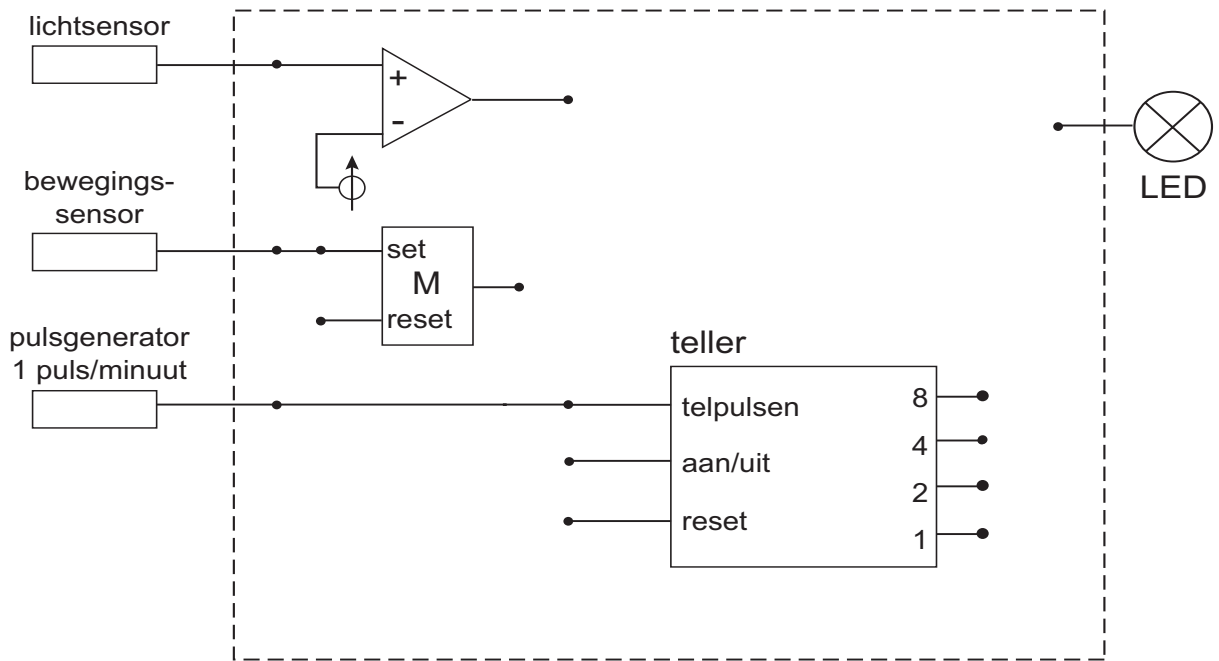 lichtsensor
+
-
bewegings-
sensor
set
M
reset
LED
pulsgenerator
1 puls/minuut
teller
telpulsen
aan/uit
reset
8
4
2
1